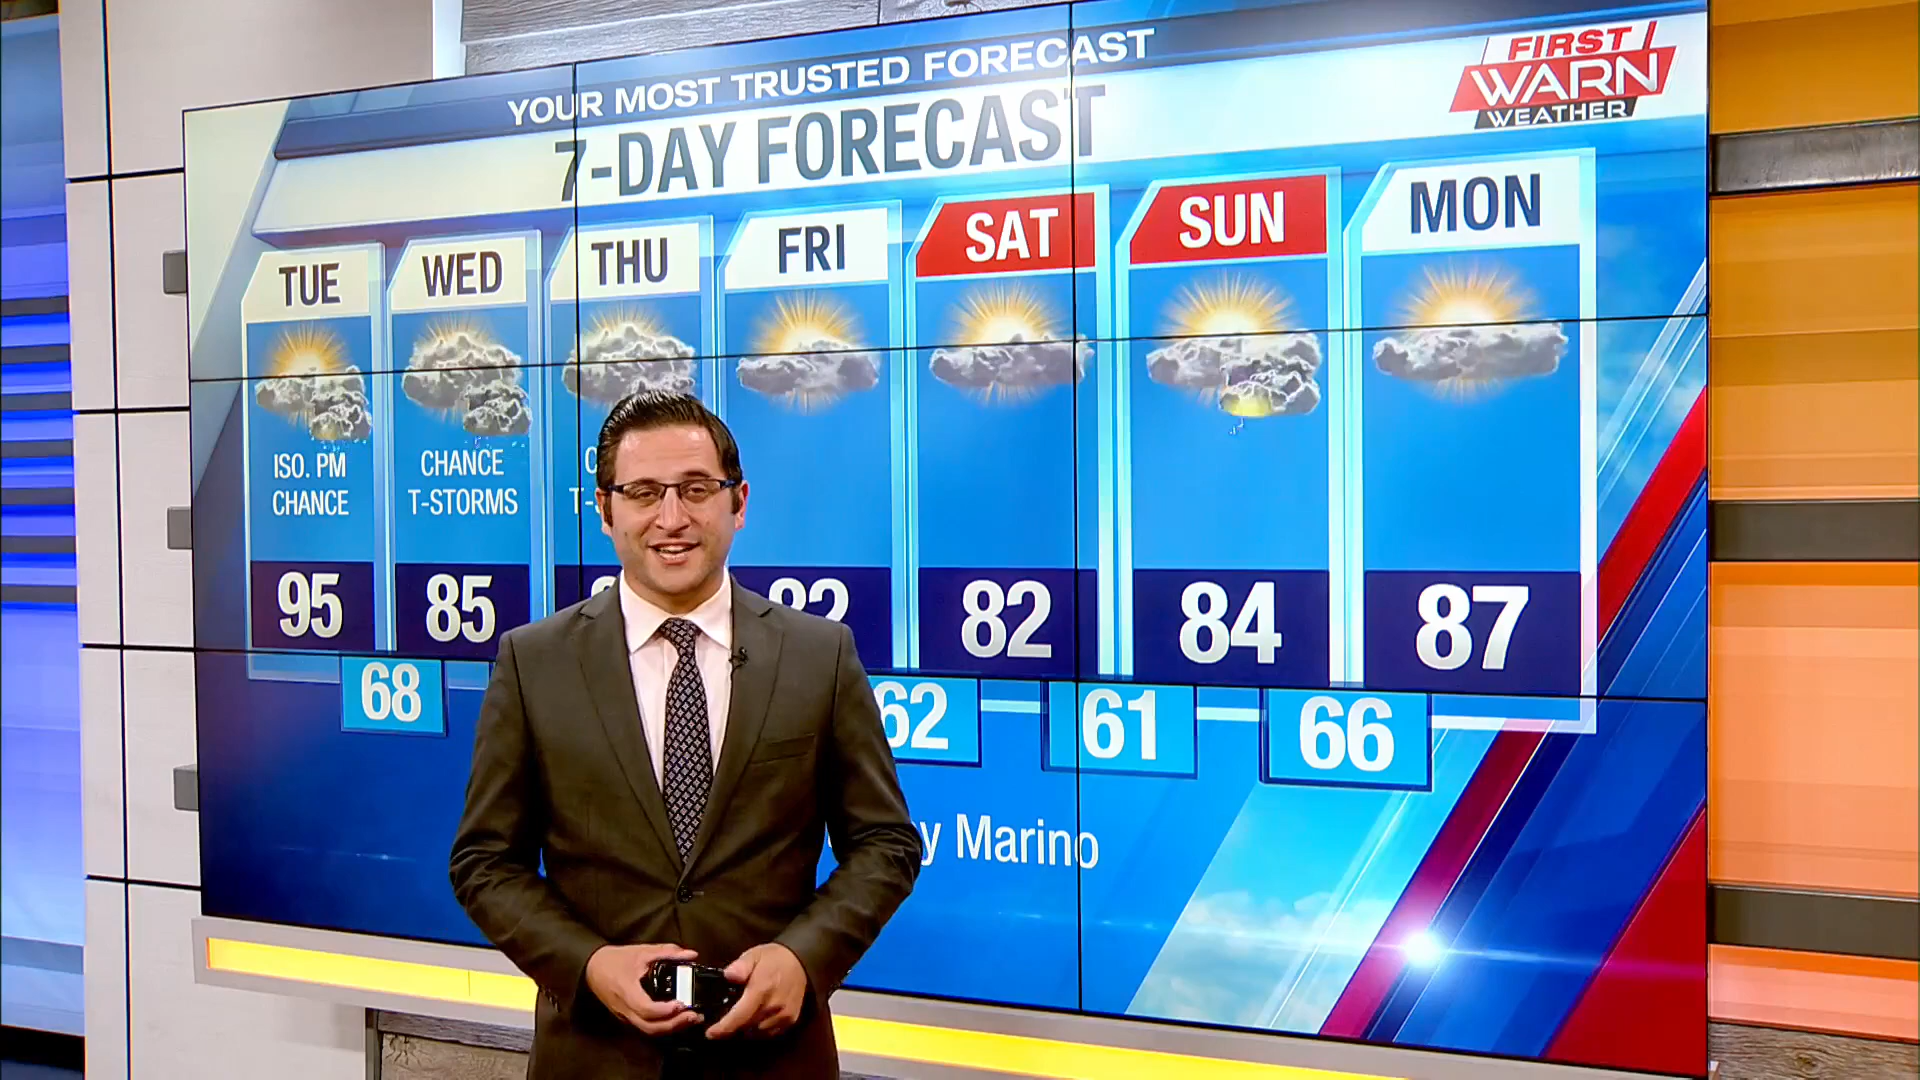 YOUR MOST TRUSTED FORECAST
7-DAY FORECAST
FIRST
WARN
WEATHER
TUE
WED
THU
FRI
SAT
SUN
MON
ISO. PM
CHANCE
CHANCE
T-STORMS
95
85
82
82
84
87
68
62
61
66
Marino